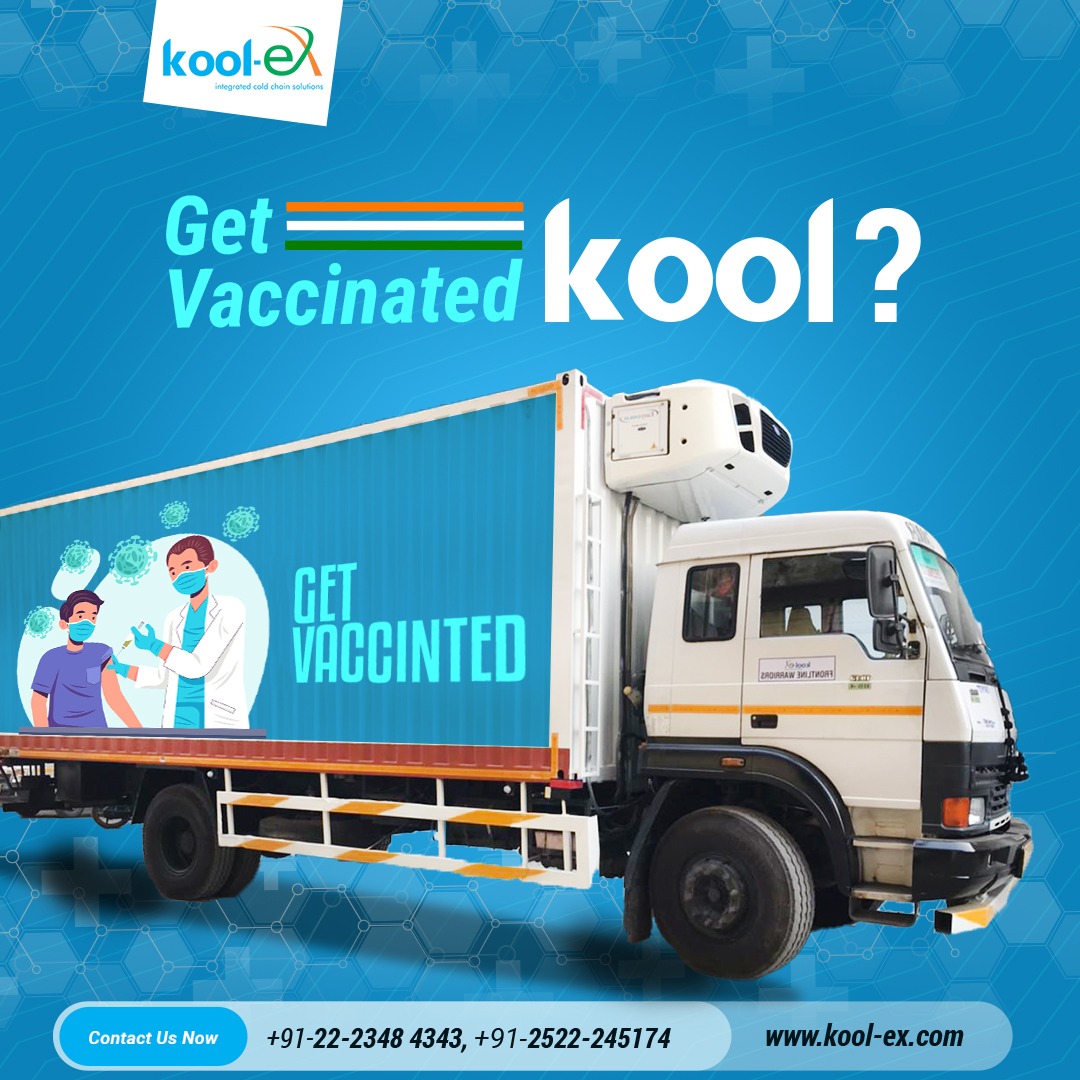 kool-ex
integrated cold chain solutions
Get
Vaccinated
kool?
GET
VACCINTED
kool-ex
FRONTLINE WARRIORS
Contact Us Now
+91-22-2348 4343, +91-2522-245174
www.kool-ex.com